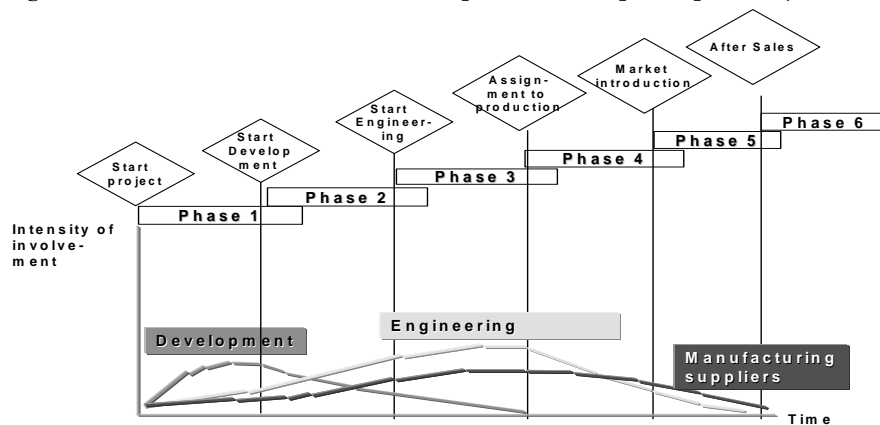 After Sales
Market
introduction
Assign-
ment to
production
Start
Engineer-
ing
Start
Develop
ment
Start
project
Phase 6
Phase 5
Phase 4
Phase 3
Phase 2
Phase 1
Intensity of
involve-
ment
Development
Engineering
Manufacturing
suppliers
Time